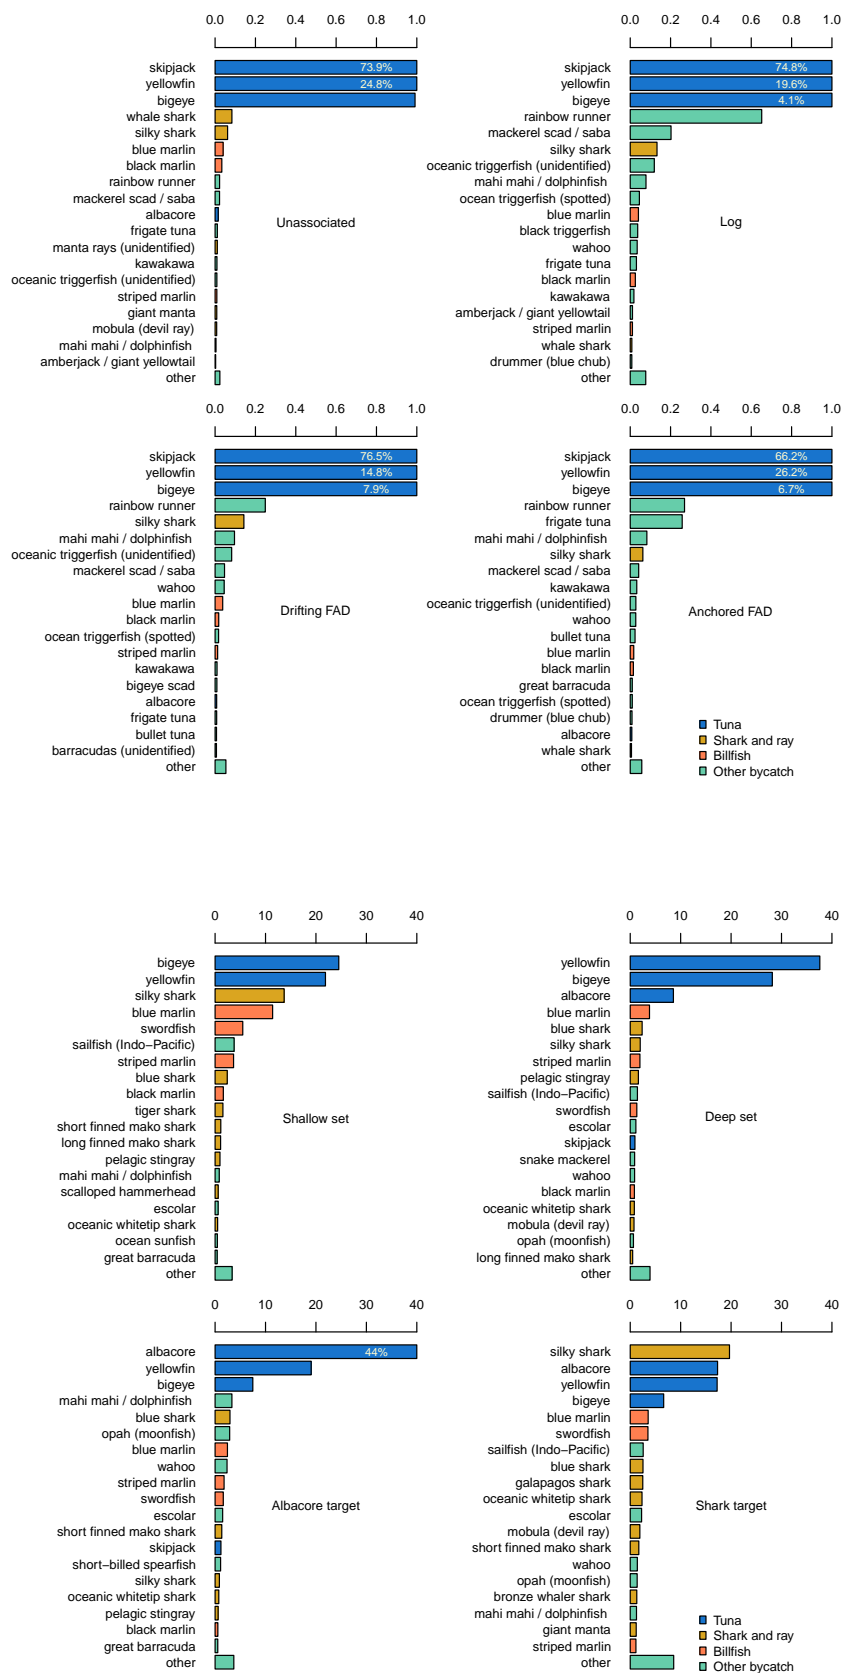 0.0 0.2 0.4 0.6 0.8 1.0
skipjack 73.9%
yellowfin 24.8%
bigeye
whale shark
silky shark
blue marlin
black marlin
rainbow runner
mackerel scad / saba
albacore
frigate tuna
manta rays (unidentified)
kawakawa
oceanic triggerfish (unidentified)
striped marlin
giant manta
mobula (devil ray)
mahi mahi / dolphinfish
amberjack / giant yellowtail
other
Unassociated
0.0 0.2 0.4 0.6 0.8 1.0
skipjack 74.8%
yellowfin 19.6%
bigeye 4.1%
rainbow runner
mackerel scad / saba
silky shark
oceanic triggerfish (unidentified)
mahi mahi / dolphinfish
ocean triggerfish (spotted)
blue marlin
black triggerfish
wahoo
frigate tuna
black marlin
kawakawa
amberjack / giant yellowtail
striped marlin
whale shark
drummer (blue chub)
other
Log
0.0 0.2 0.4 0.6 0.8 1.0
skipjack 76.5%
yellowfin 14.8%
bigeye 7.9%
rainbow runner
silky shark
mahi mahi / dolphinfish
oceanic triggerfish (unidentified)
mackerel scad / saba
wahoo
blue marlin
black marlin
ocean triggerfish (spotted)
striped marlin
kawakawa
bigeye scad
albacore
frigate tuna
bullet tuna
barracudas (unidentified)
other
Drifting FAD
0.0 0.2 0.4 0.6 0.8 1.0
skipjack 66.2%
yellowfin 26.2%
bigeye 6.7%
rainbow runner
frigate tuna
mahi mahi / dolphinfish
silky shark
mackerel scad / saba
kawakawa
oceanic triggerfish (unidentified)
wahoo
bullet tuna
blue marlin
black marlin
great barracuda
ocean triggerfish (spotted)
drummer (blue chub)
albacore
whale shark
other
Anchored FAD
Tuna
Shark and ray
Billfish
Other bycatch
0 10 20 30 40
bigeye
yellowfin
silky shark
blue marlin
swordfish
sailfish (Indo−Pacific)
striped marlin
blue shark
black marlin
tiger shark
short finned mako shark
long finned mako shark
pelagic stingray
mahi mahi / dolphinfish
scalloped hammerhead
escolar
oceanic whitetip shark
ocean sunfish
great barracuda
other
Shallow set
0 10 20 30 40
yellowfin
bigeye
albacore
blue marlin
blue shark
silky shark
striped marlin
pelagic stingray
sailfish (Indo−Pacific)
swordfish
escolar
skipjack
snake mackerel
wahoo
black marlin
oceanic whitetip shark
mobula (devil ray)
opah (moonfish)
long finned mako shark
other
Deep set
0 10 20 30 40
albacore 44%
yellowfin
bigeye
mahi mahi / dolphinfish
blue shark
opah (moonfish)
blue marlin
wahoo
striped marlin
swordfish
escolar
short finned mako shark
skipjack
short−billed spearfish
silky shark
oceanic whitetip shark
pelagic stingray
black marlin
great barracuda
other
Albacore target
0 10 20 30 40
silky shark
albacore
yellowfin
bigeye
blue marlin
swordfish
sailfish (Indo−Pacific)
blue shark
galapagos shark
oceanic whitetip shark
escolar
mobula (devil ray)
short finned mako shark
wahoo
opah (moonfish)
bronze whaler shark
mahi mahi / dolphinfish
giant manta
striped marlin
other
Shark target
Tuna
Shark and ray
Billfish
Other bycatch